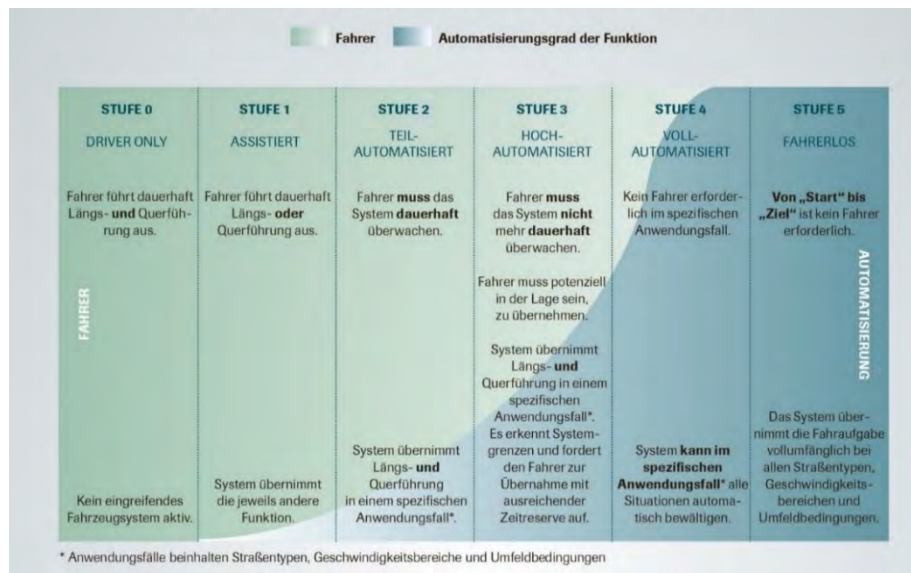 Fahrer
Automatisierungsgrad der Funktion
STUFE 0
DRIVER ONLY
Fahrer führt dauerhaft
Längs- und Querfüh-
rung aus.
FAHRER
Kein eingreifendes
Fahrzeugsystem aktiv.
STUFE 1
ASSISTIERT
Fahrer führt dauerhaft
Längs- oder
Querführung aus.
System übernimmt
die jeweils andere
Funktion.
STUFE 2
TEIL-
AUTOMATISIERT
Fahrer muss das
System dauerhaft
überwachen.
System übernimmt
Längs- und
Querführung
in einem spezifischen
Anwendungsfall*.
STUFE 3
HOCH-
AUTOMATISIERT
Fahrer muss
das System nicht
mehr dauerhaft
überwachen.
Fahrer muss potenziell
in der Lage sein,
zu übernehmen.
System übernimmt
Längs- und
Querführung in einem
spezifischen
Anwendungsfall*.
Es erkennt System-
grenzen und fordert
den Fahrer zur
Übernahme mit
ausreichender
Zeitreserve auf.
STUFE 4
VOLL-
AUTOMATISIERT
Kein Fahrer erforder-
lich im spezifischen
Anwendungsfall.
System kann im
spezifischen
Anwendungsfall* alle
Situationen automa-
tisch bewältigen.
STUFE 5
FAHRERLOS
Von „Start“ bis
„Ziel“ ist kein Fahrer
erforderlich.
AUTOMATISIERUNG
Das System über-
nimmt die Fahraufgabe
vollumfänglich bei
allen Straßentypen,
Geschwindigkeits-
bereichen und
Umfeldbedingungen.
* Anwendungsfälle beinhalten Straßentypen, Geschwindigkeitsbereiche und Umfeldbedingungen